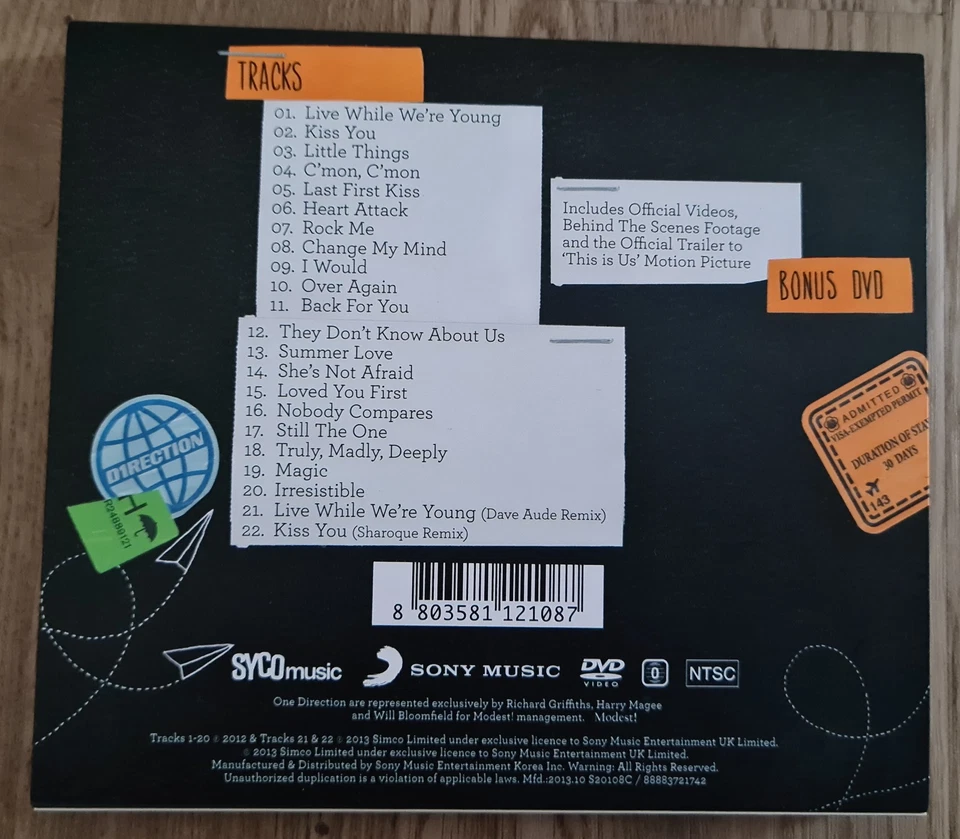 TRACKS
01. Live While We're Young
02. Kiss You
03. Little Things
04. C'mon, C'mon
05. Last First Kiss
06. Heart Attack
07. Rock Me
08. Change My Mind
09. I Would
10. Over Again
11. Back For You
12. They Don't Know About Us
13. Summer Love
14. She's Not Afraid
15. Loved You First
16. Nobody Compares
17. Still The One
18. Truly, Madly, Deeply
19. Magic
20. Irresistible
21. Live While We're Young (Dave Aude Remix)
22. Kiss You (Sharoque Remix)
Includes Official Videos,
Behind The Scenes Footage
and the Official Trailer to
'This is Us' Motion Picture
BONUS DVD
ADMITTED
VISA-EXEMPTED PERMIT
DURATION OF STA
30 DAYS
143
D1RECTION
H
R24889121
8 803581 121087
SYCOmusic
SONY MUSIC
DVD
VIDEO
0
NTSC
One Direction are represented exclusively by Richard Griffiths, Harry Magee
and Will Bloomfield for Modest! management. Modest!
Tracks 1-20 ℗ 2012 & Tracks 21 & 22 ℗ 2013 Simco Limited under exclusive licence to Sony Music Entertainment UK Limited.
© 2013 Simco Limited under exclusive licence to Sony Music Entertainment UK Limited.
Manufactured & Distributed by Sony Music Entertainment Korea Inc. Warning: All Rights Reserved.
Unauthorized duplication is a violation of applicable laws. Mfd.:2013.10 S20108C / 88883721742